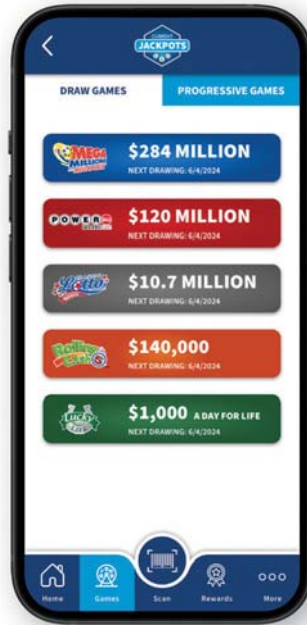 CURRENT
JACKPOTS
DRAW GAMES
PROGRESSIVE GAMES
MEGA
MILLIONS
$284 MILLION
NEXT DRAWING: 6/4/2024
POWER
$120 MILLION
NEXT DRAWING: 6/4/2024
Lotto
$10.7 MILLION
NEXT DRAWING: 6/4/2024
Rolling
Cash 5
$140,000
NEXT DRAWING: 6/4/2024
LUCKY
LIFE
$1,000 A DAY FOR LIFE
NEXT DRAWING: 6/4/2024
Home
Games
Scan
Rewards
More